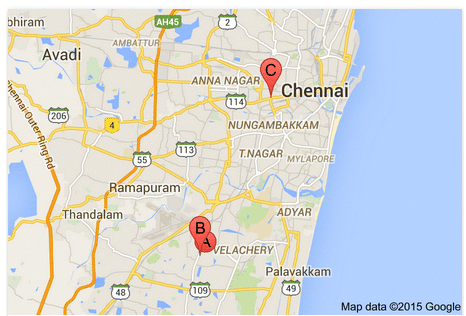 bhiram
AH45
2
Avadi
AMBATTUR
ANNA NAGAR
C
Chennai
114
206
4
NUNGAMBAKKAM
Chennai Outer Ring Rd
113
55
T.NAGAR
MYLAPORE
Ramapuram
Thandalam
ADYAR
B
A
VELACHERY
Palavakkam
48
109
49
Map data ©2015 Google